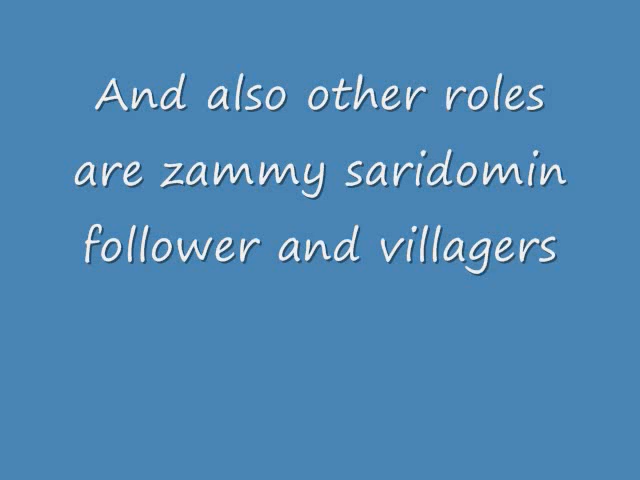 And also other roles
are zammy saridomin
follower and villagers